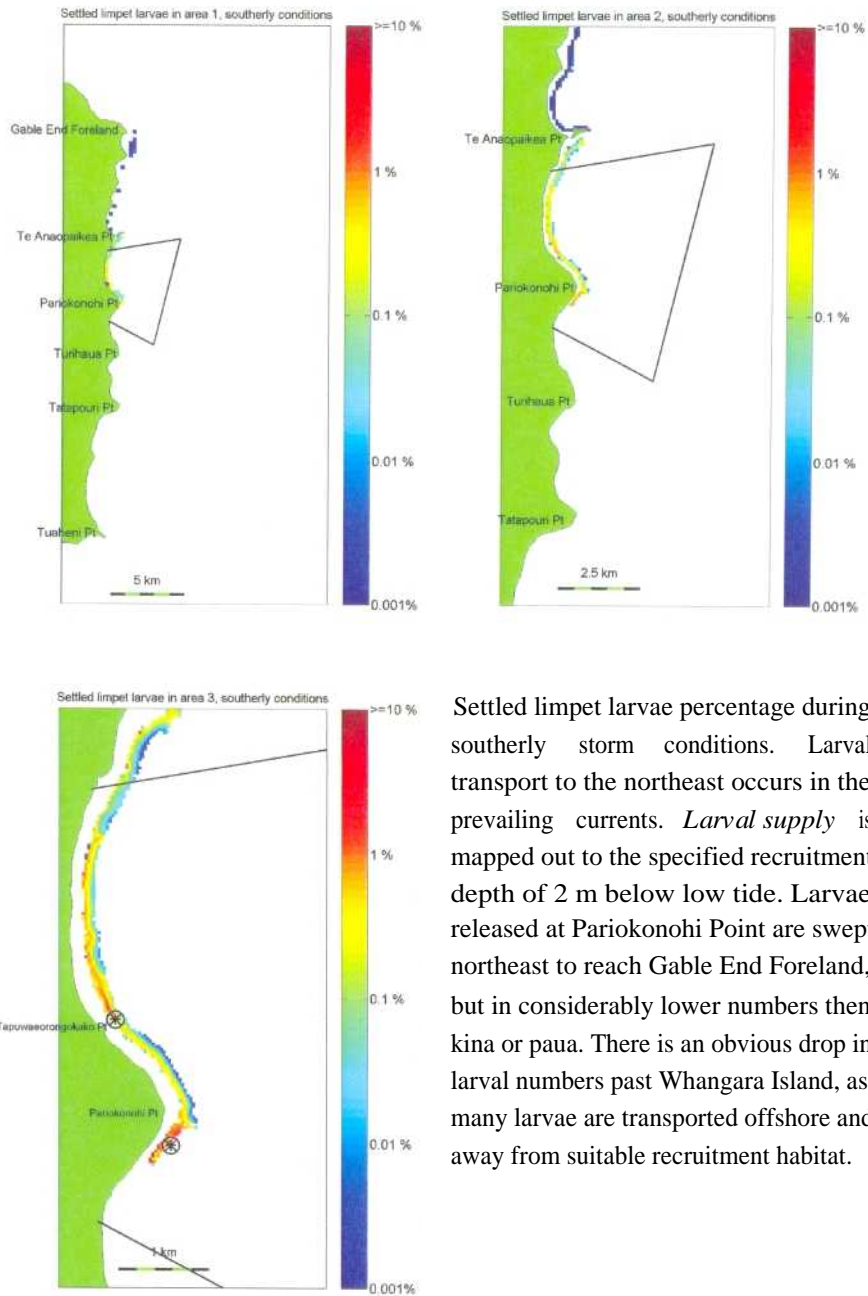 Settled limpet larvae in area 1, southerly conditions
>=10 %
Gable End Foreland
1 %
Te Anaopaikea Pt
Pariokonohi Pt
0.1 %
Turihaua Pt
Tatapouri Pt
0.01 %
Tuaheni Pt
5 km
0.001%
Settled limpet larvae in area 2, southerly conditions
>=10 %
Te Anaopaikea Pt
1 %
Pariokonohi Pt
0.1 %
Turihaua Pt
0.01 %
Tatapouri Pt
2.5 km
0.001%
Settled limpet larvae in area 3, southerly conditions
>=10 %
1 %
0.1 %
Tapuwaeorongokako Pt
Pariokonohi Pt
0.01 %
1 km
0.001%
Settled limpet larvae percentage during
southerly storm conditions. Larval
transport to the northeast occurs in the
prevailing currents. Larval supply is
mapped out to the specified recruitment
depth of 2 m below low tide. Larvae
released at Pariokonohi Point are swep
northeast to reach Gable End Foreland,
but in considerably lower numbers then
kina or paua. There is an obvious drop in
larval numbers past Whangara Island, as
many larvae are transported offshore and
away from suitable recruitment habitat.